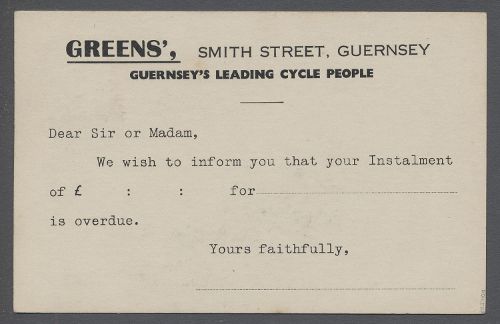 GREENS', SMITH STREET, GUERNSEY
GUERNSEY'S LEADING CYCLE PEOPLE
Dear Sir or Madam,
We wish to inform you that your Instalment
of £ : : for
is overdue.
Yours faithfully,